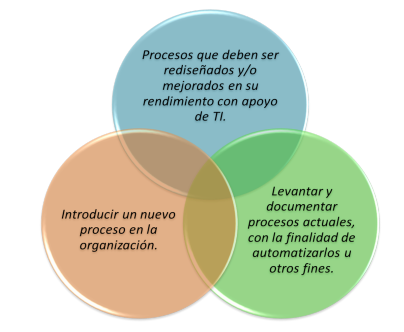 Procesos que deben ser
rediseñados y/o
mejorados en su
rendimiento con apoyo
de TI.
Introducir un nuevo
proceso en la
organización.
Levantar y
documentar
procesos actuales,
con la finalidad de
automatizarlos u
otros fines.